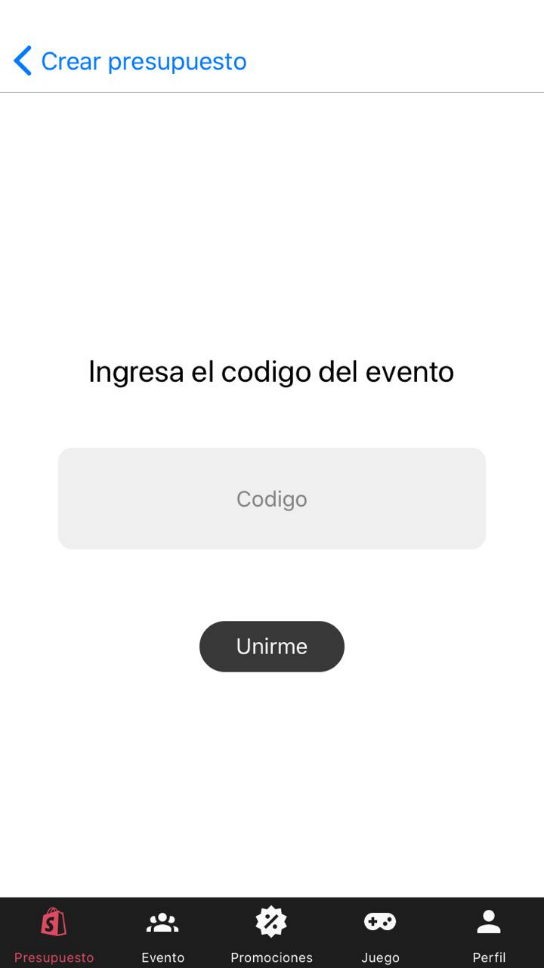 Crear presupuesto
Ingresa el codigo del evento
Codigo
Unirme
Presupuesto Evento Promociones Juego Perfil